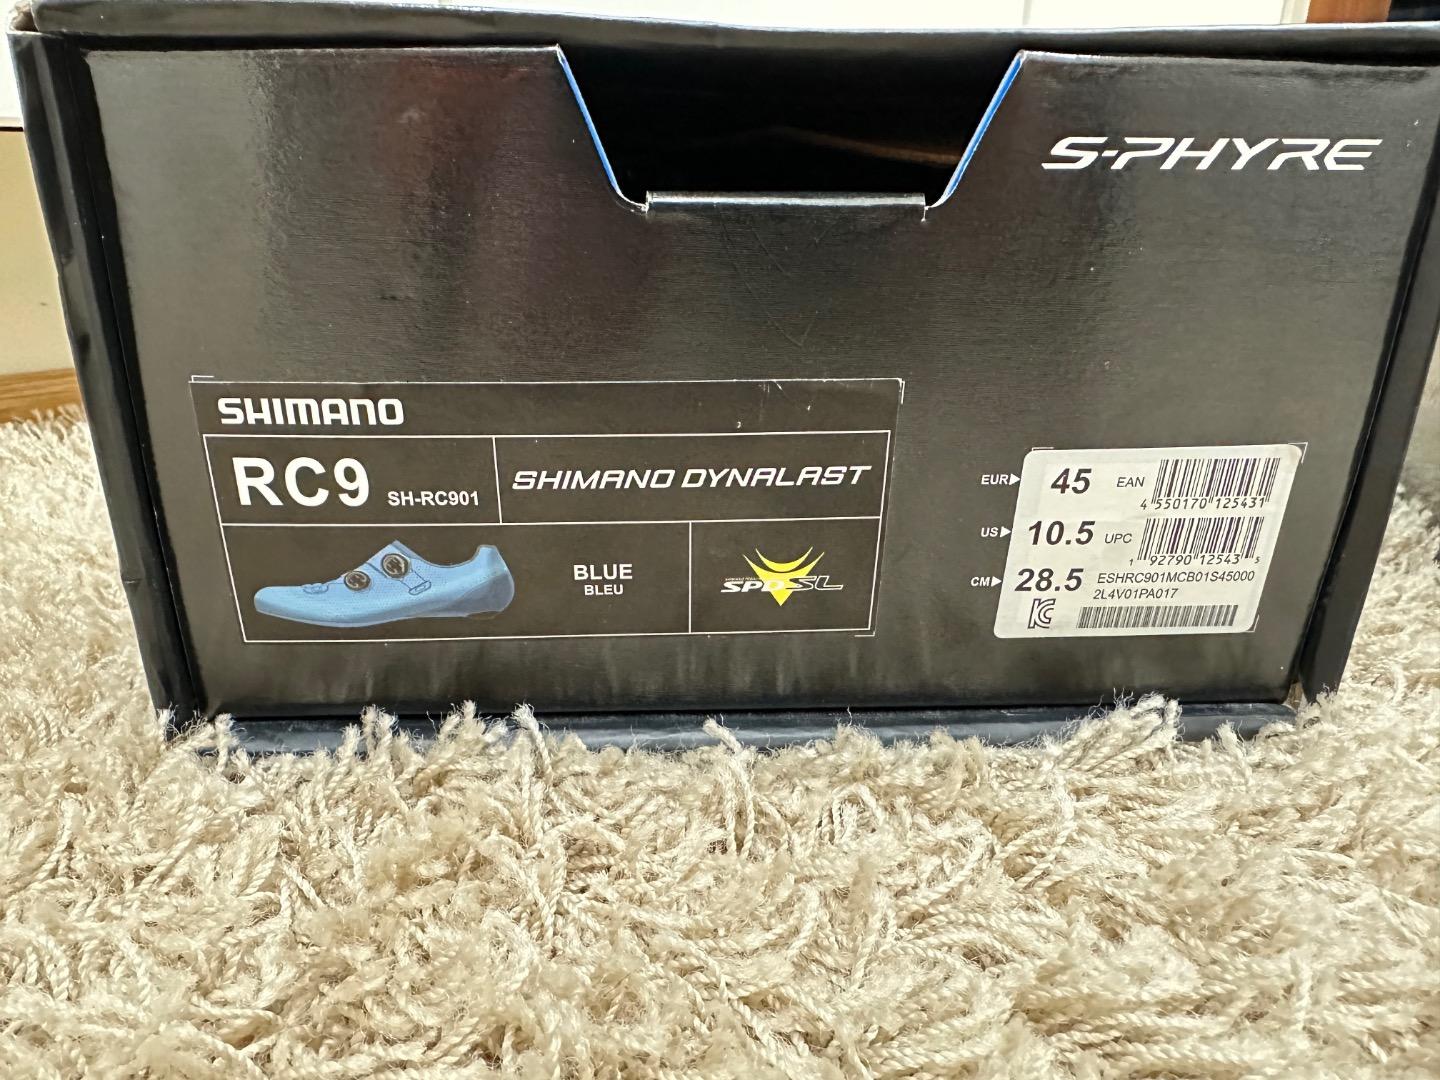 S-PHYRE
SHIMANO
RC9 SH-RC901
SHIMANO DYNALAST
BLUE
BLEU
SPD-SL
EUR 45 EAN
4 550170 125431
US 10.5 UPC
1 92790 12543 5
CM 28.5 ESHRC901MCB01S45000
2L4V01PA017